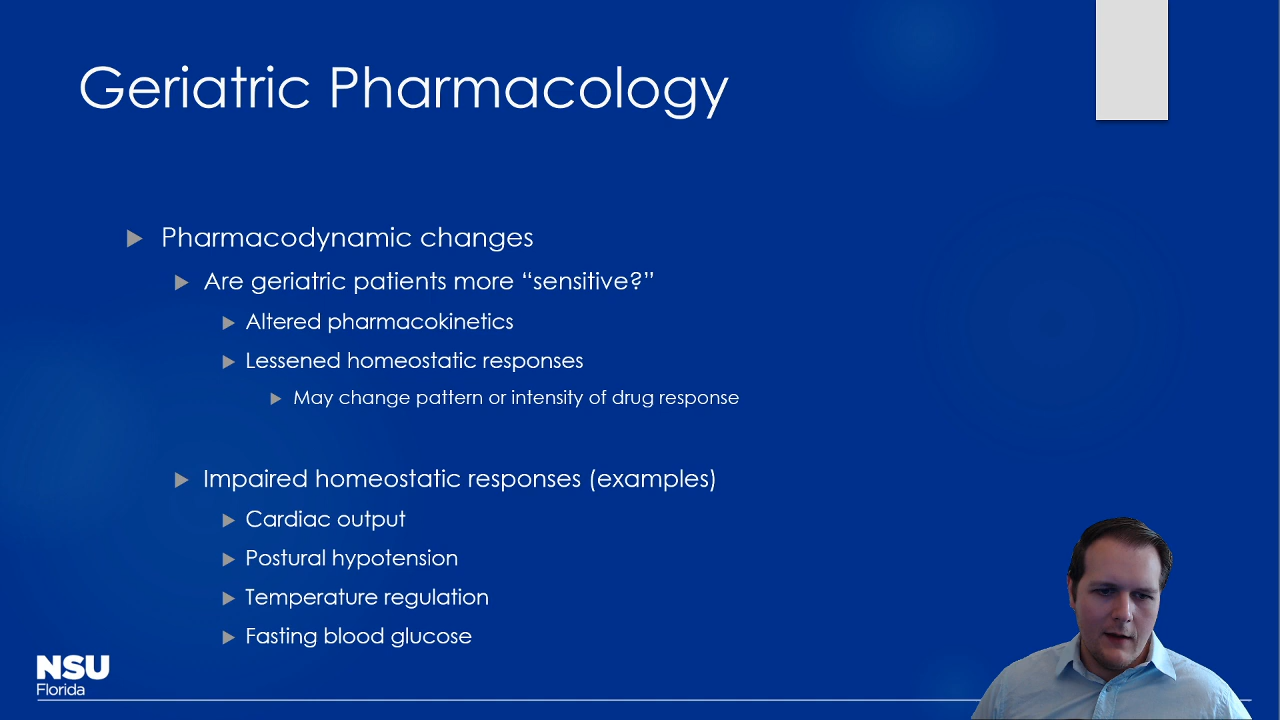 Geriatric Pharmacology
Pharmacodynamic changes
Are geriatric patients more “sensitive?”
Altered pharmacokinetics
Lessened homeostatic responses
May change pattern or intensity of drug response
Impaired homeostatic responses (examples)
Cardiac output
Postural hypotension
Temperature regulation
Fasting blood glucose
NSU
Florida